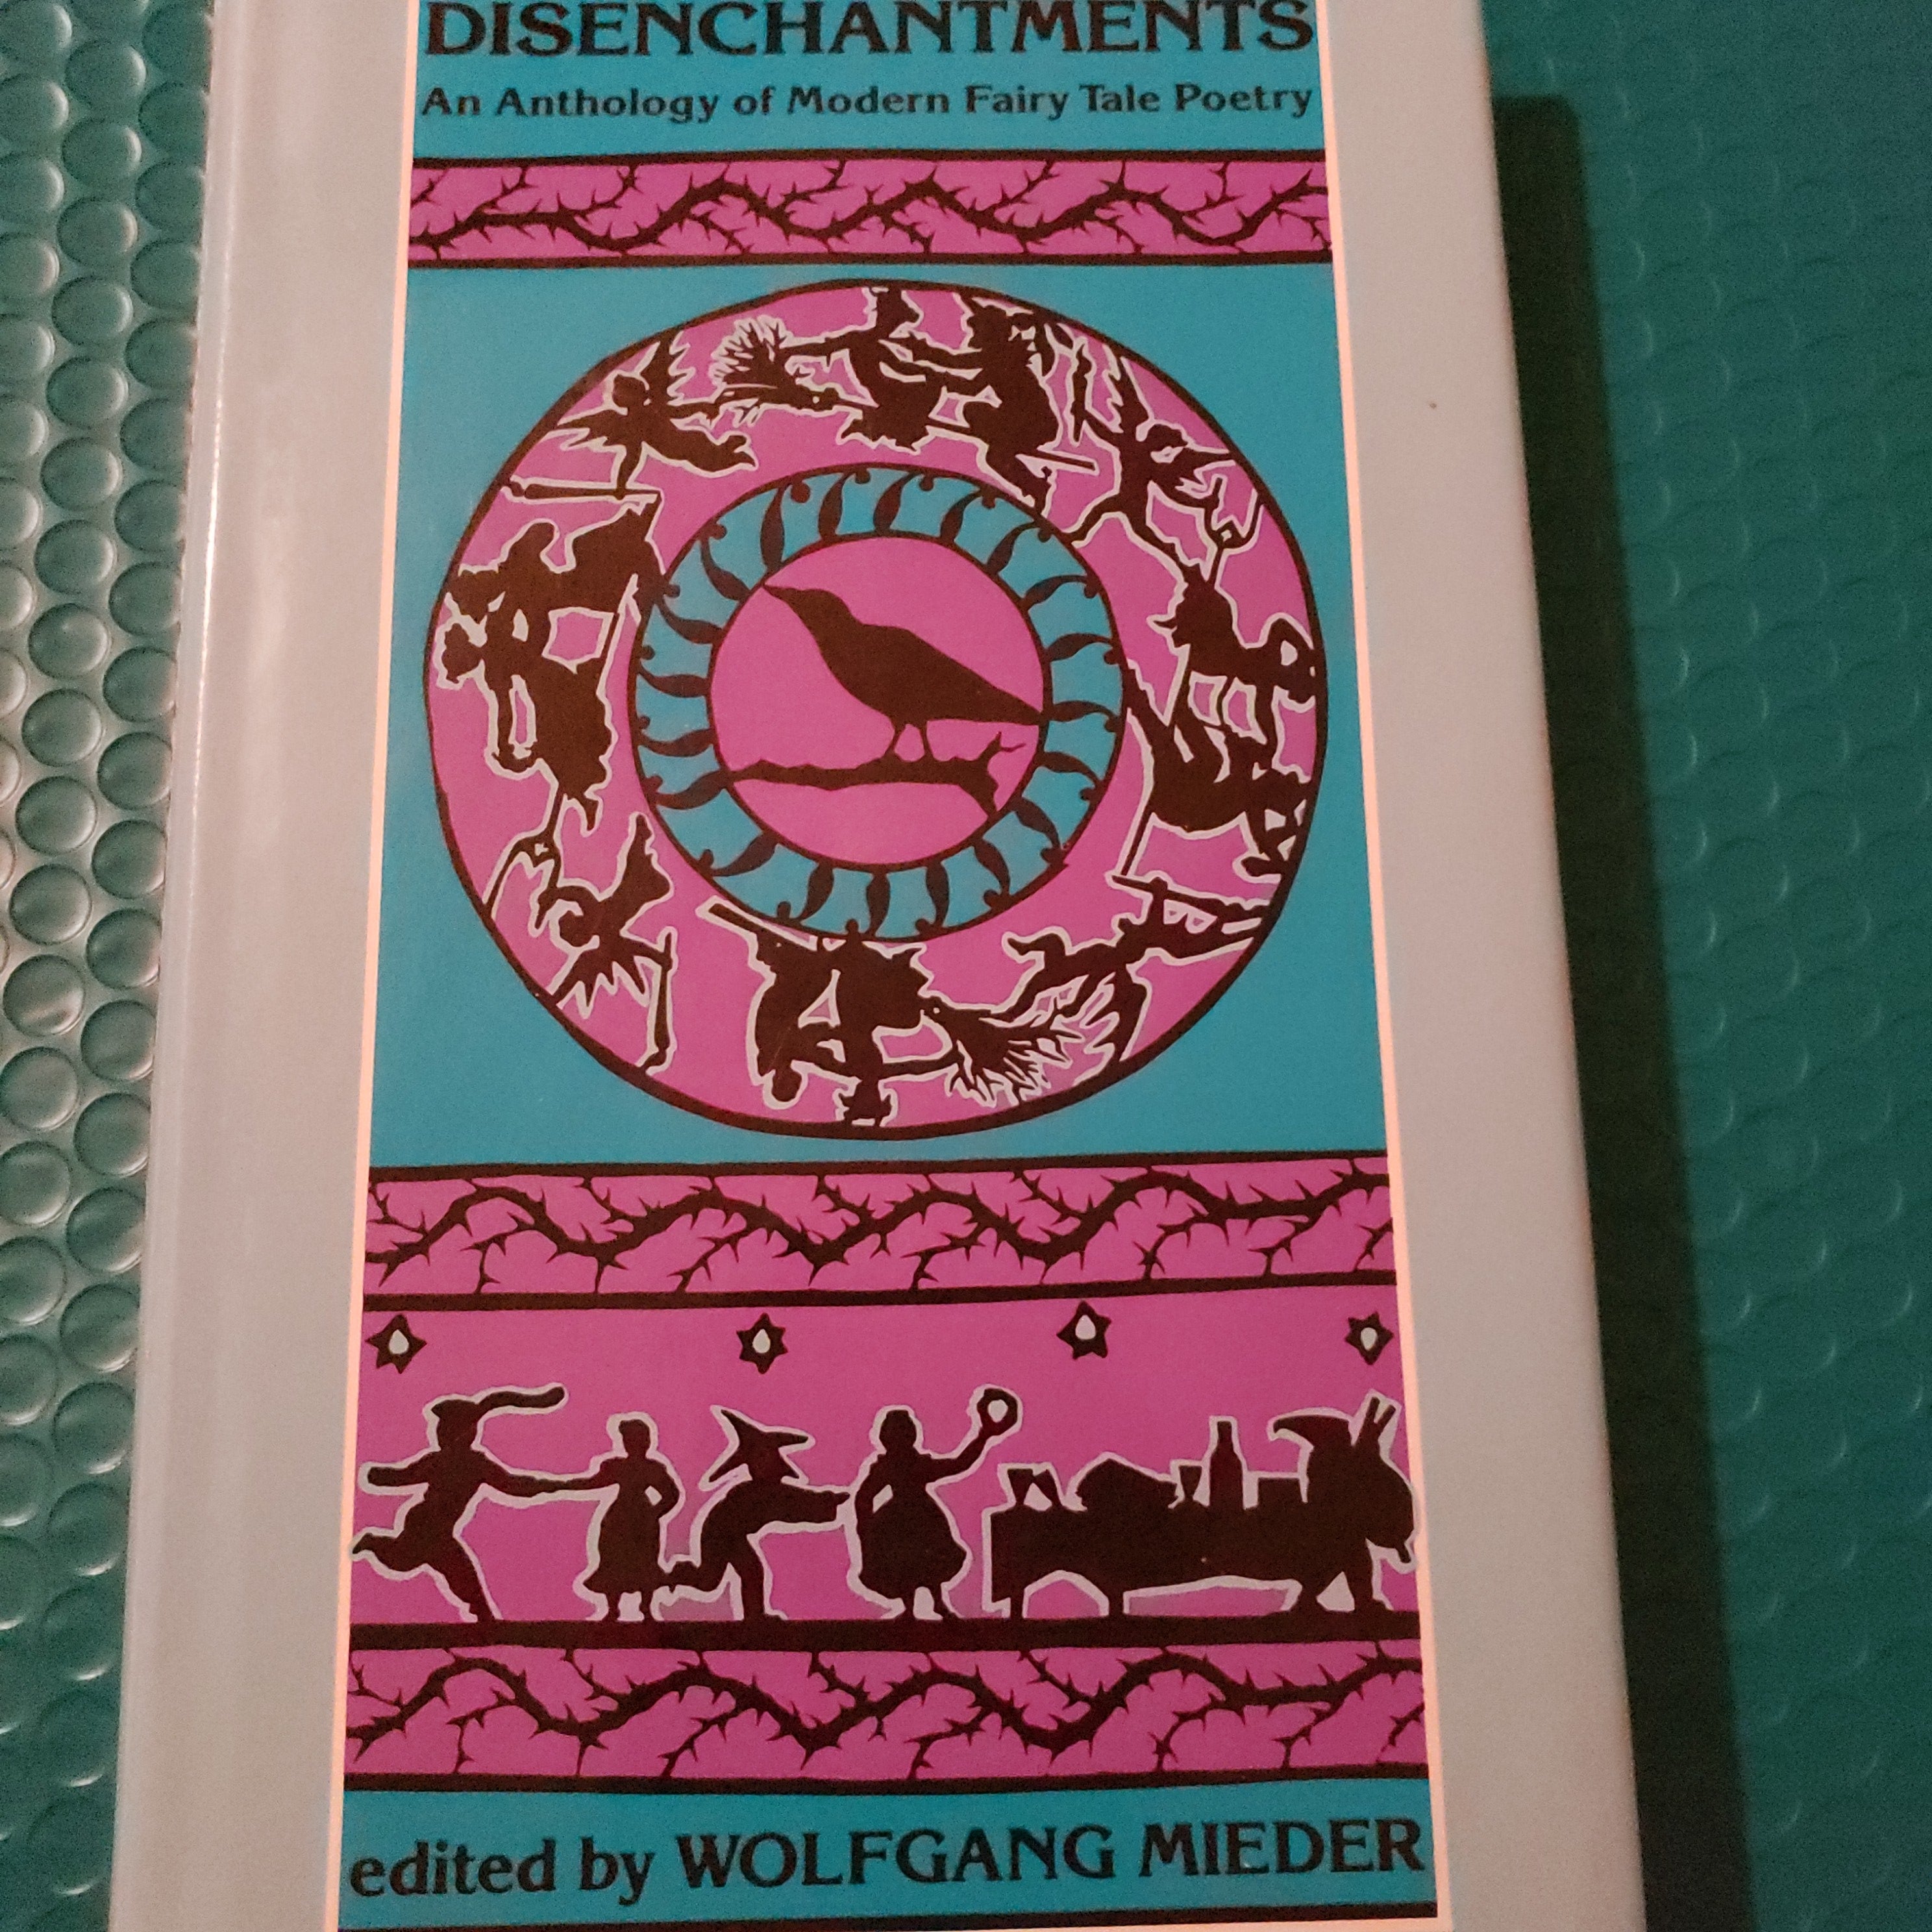 DISENCHANTMENTS
An Anthology of Modern Fairy Tale Poetry
edited by WOLFGANG MIEDER